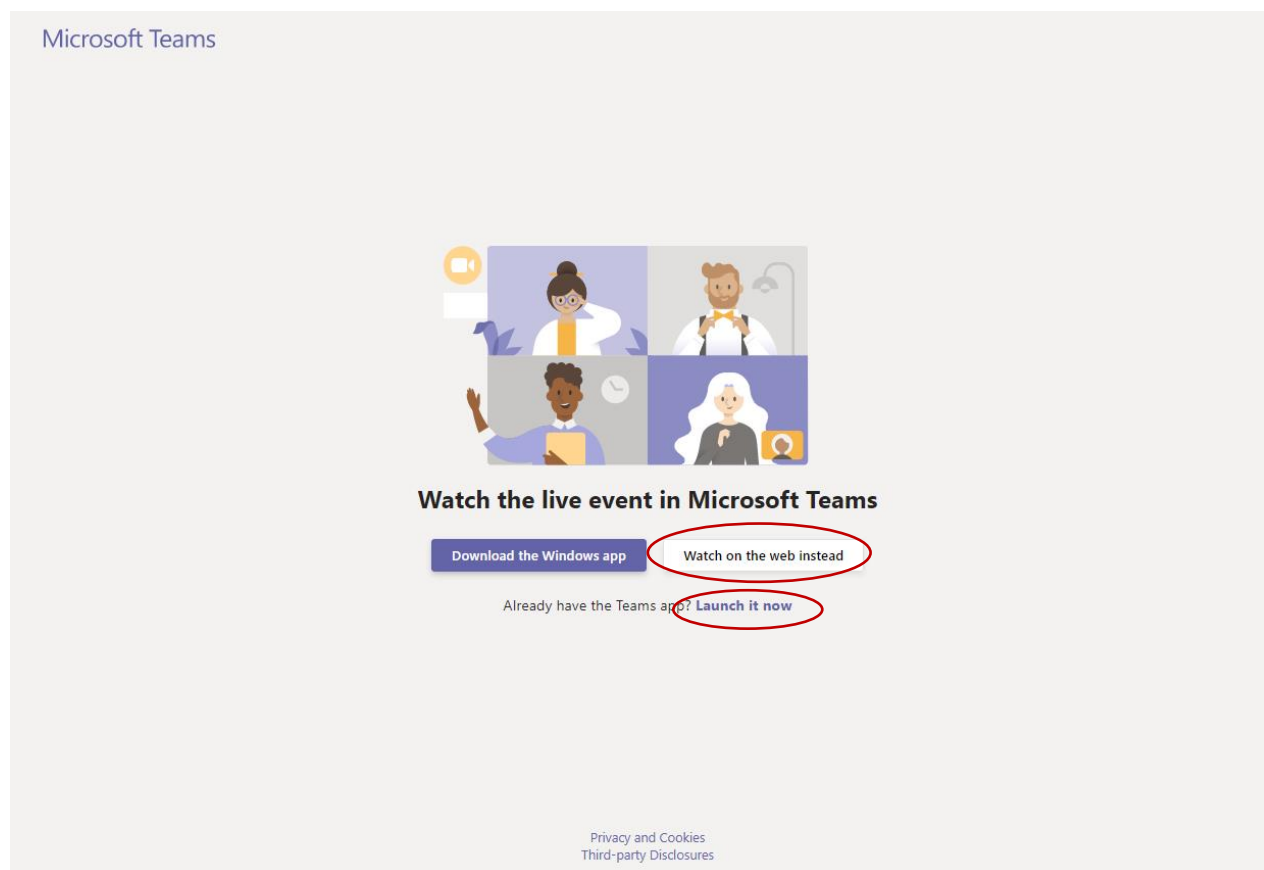 Microsoft Teams
Watch the live event in Microsoft Teams
Download the Windows app Watch on the web instead
Already have the Teams app? Launch it now
Privacy and Cookies
Third-party Disclosures